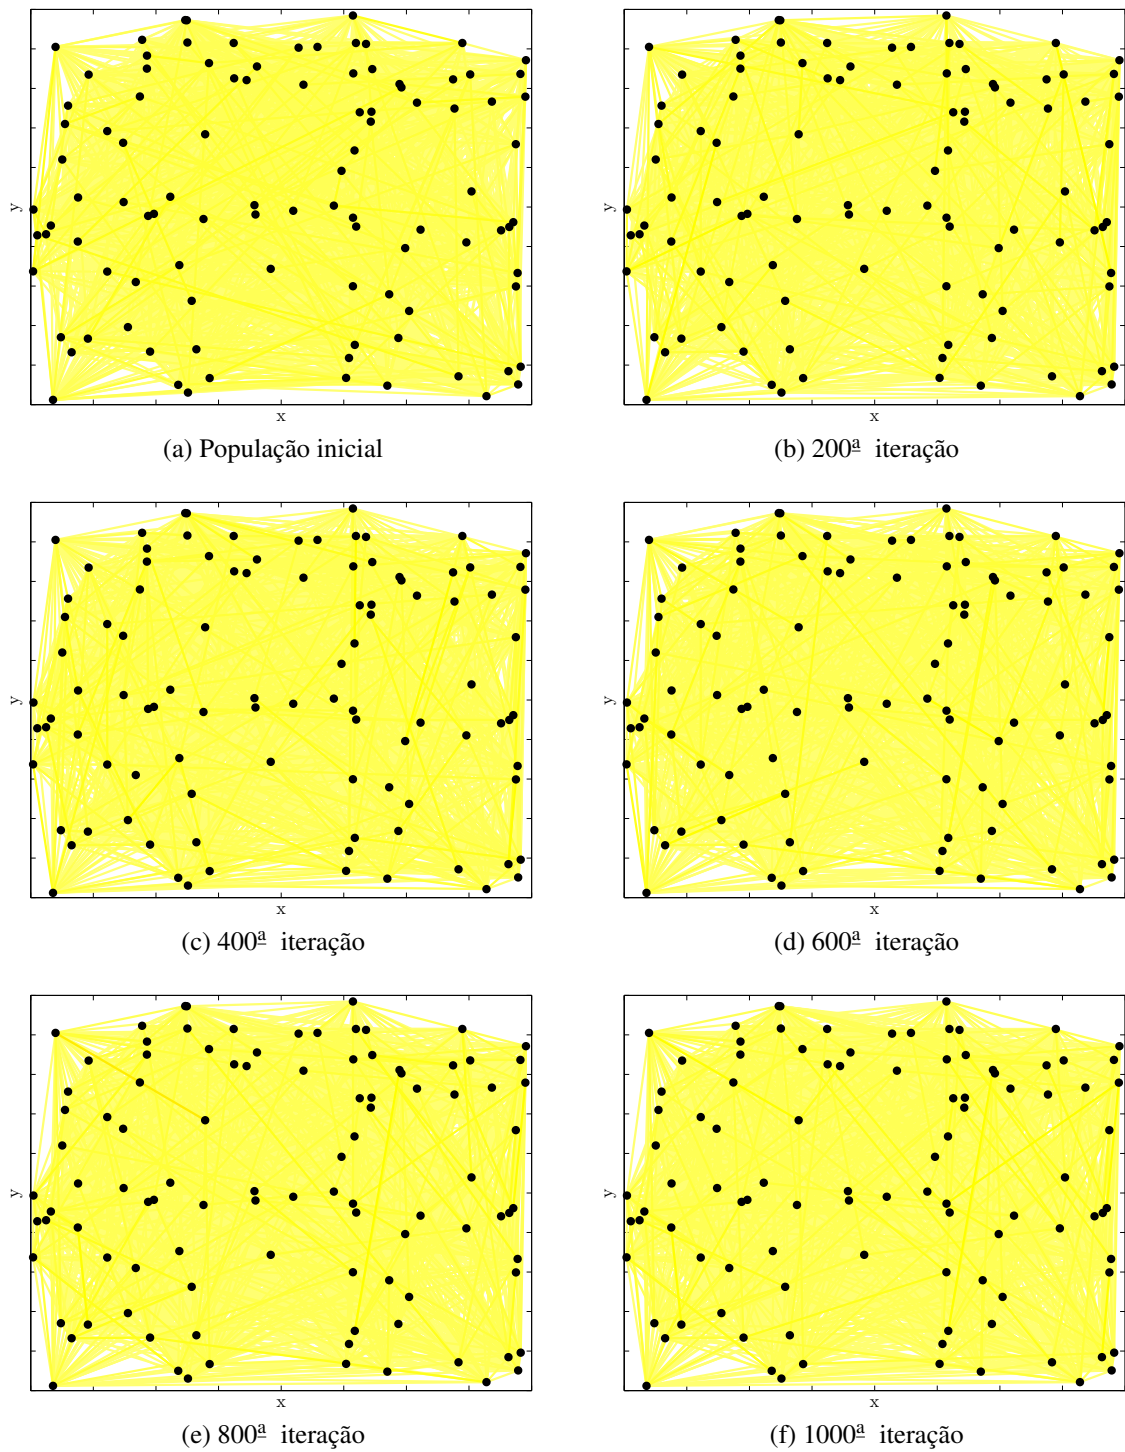 y
y
x
x
(a) População inicial
(b) 200ª iteração
y
y
x
x
(c) 400ª iteração
(d) 600ª iteração
y
y
x
x
(e) 800ª iteração
(f) 1000ª iteração